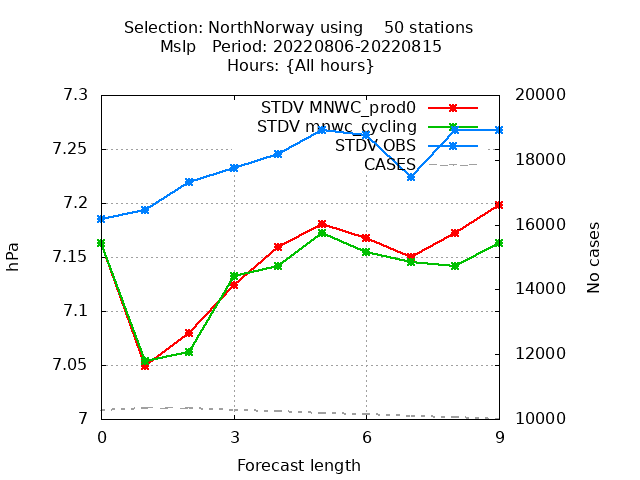 Selection: NorthNorway using 50 stations
Mslp Period: 20220806-20220815
Hours: {All hours}
7.3
7.25
7.2
7.15
7.1
7.05
7
20000
18000
16000
14000
12000
10000
STDV MNWC_prod0
STDV mnwc_cycling
STDV OBS
CASES
hPa
No cases
0
3
6
9
Forecast length